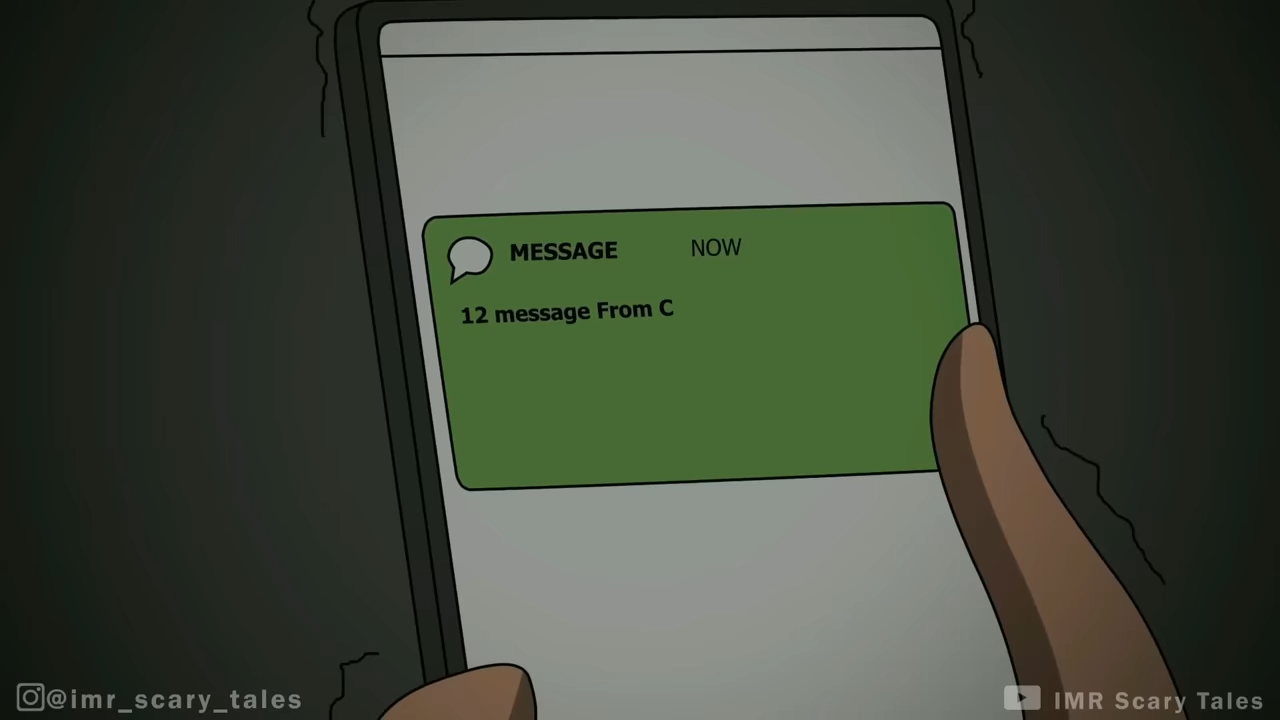 MESSAGE NOW
12 message From C
@imr_scary_tales
IMR Scary Tales